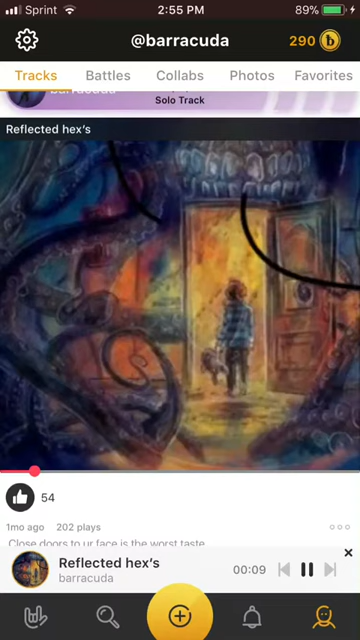 Sprint 2:55 PM 89%
@barracuda 290 b
Tracks Battles Collabs Photos Favorites
barracuda
Solo Track
Reflected hex's
54
1mo ago 202 plays
Close doors to ur face is the worst taste
Reflected hex's
barracuda 00:09